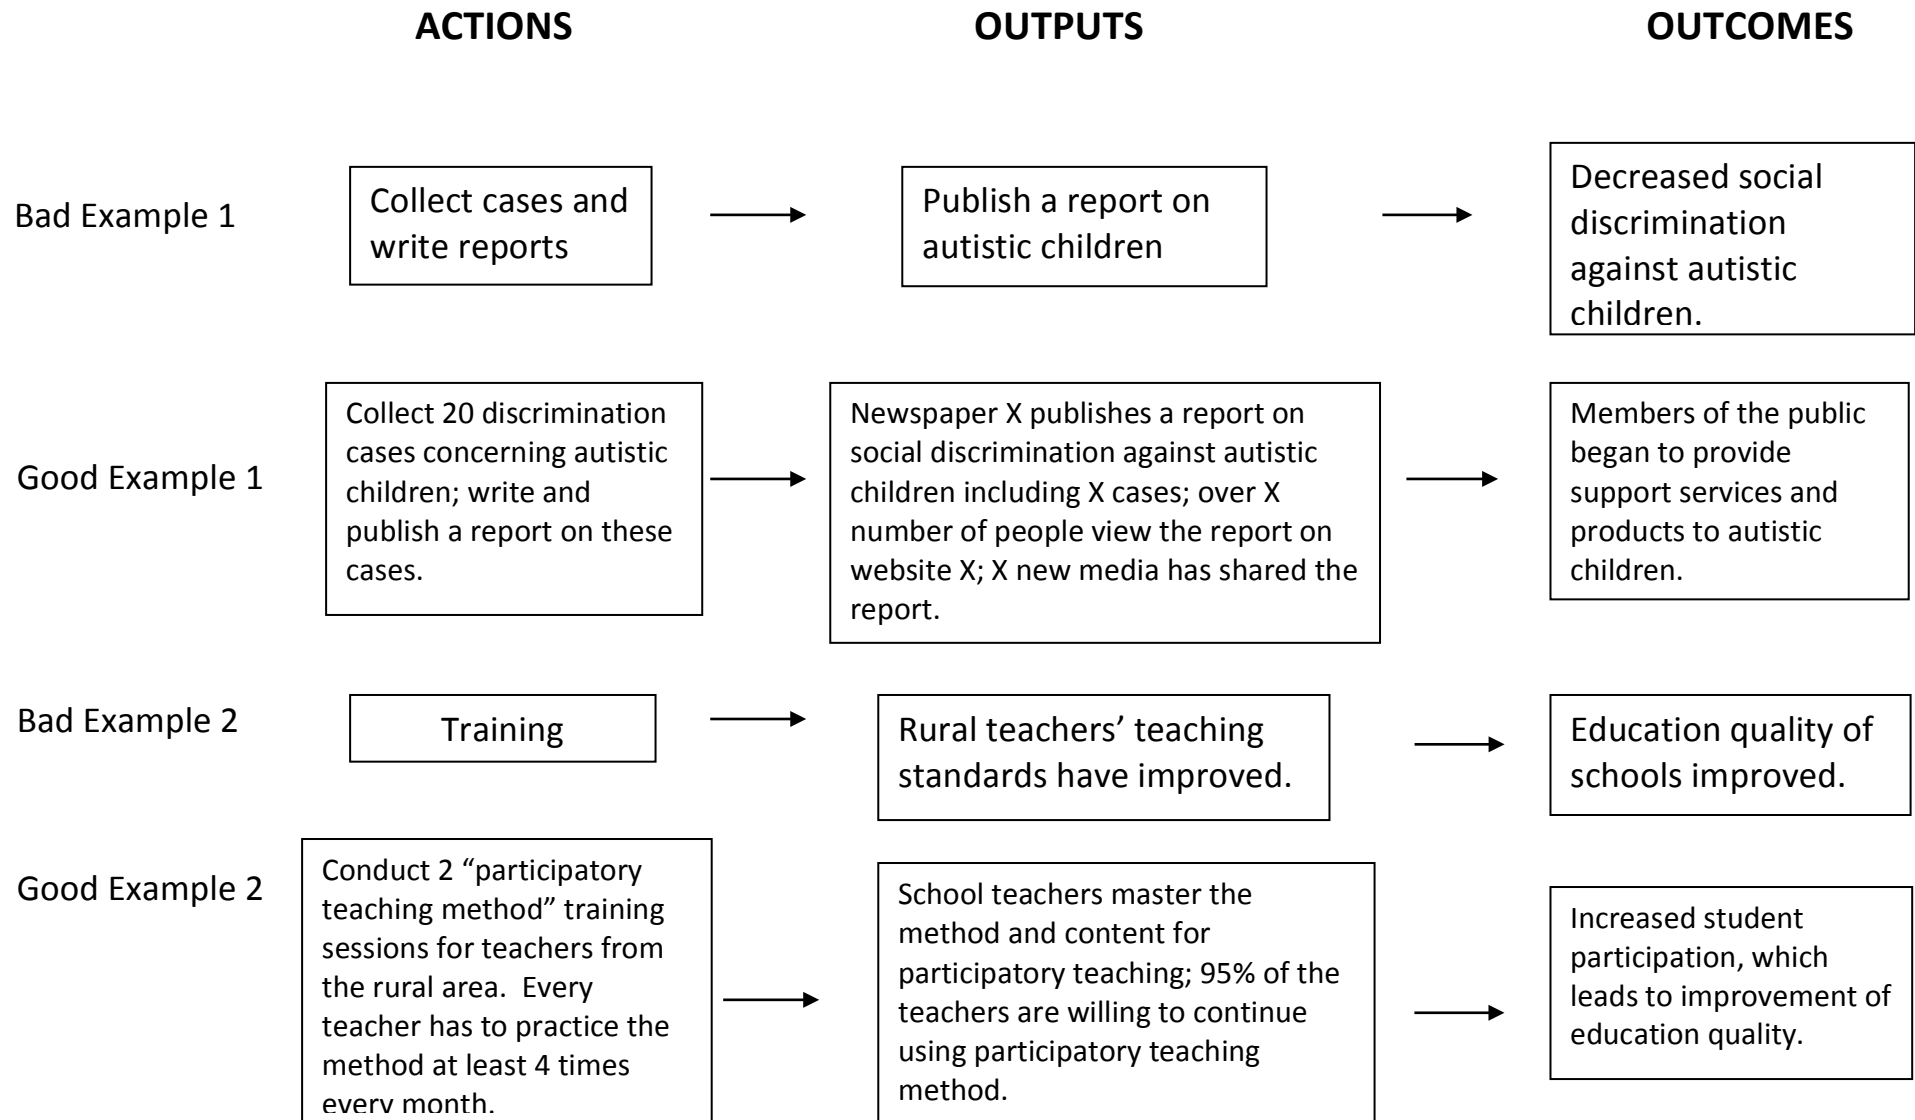 ACTIONS
OUTPUTS
OUTCOMES
Bad Example 1
Collect cases and
write reports
Publish a report on
autistic children
Decreased social
discrimination
against autistic
children.
Good Example 1
Collect 20 discrimination
cases concerning autistic
children; write and
publish a report on these
cases.
Newspaper X publishes a report on
social discrimination against autistic
children including X cases; over X
number of people view the report on
website X; X new media has shared the
report.
Members of the public
began to provide
support services and
products to autistic
children.
Bad Example 2
Training
Rural teachers’ teaching
standards have improved.
Education quality of
schools improved.
Good Example 2
Conduct 2 “participatory
teaching method” training
sessions for teachers from
the rural area.  Every
teacher has to practice the
method at least 4 times
every month.
School teachers master the
method and content for
participatory teaching; 95% of the
teachers are willing to continue
using participatory teaching
method.
Increased student
participation, which
leads to improvement of
education quality.